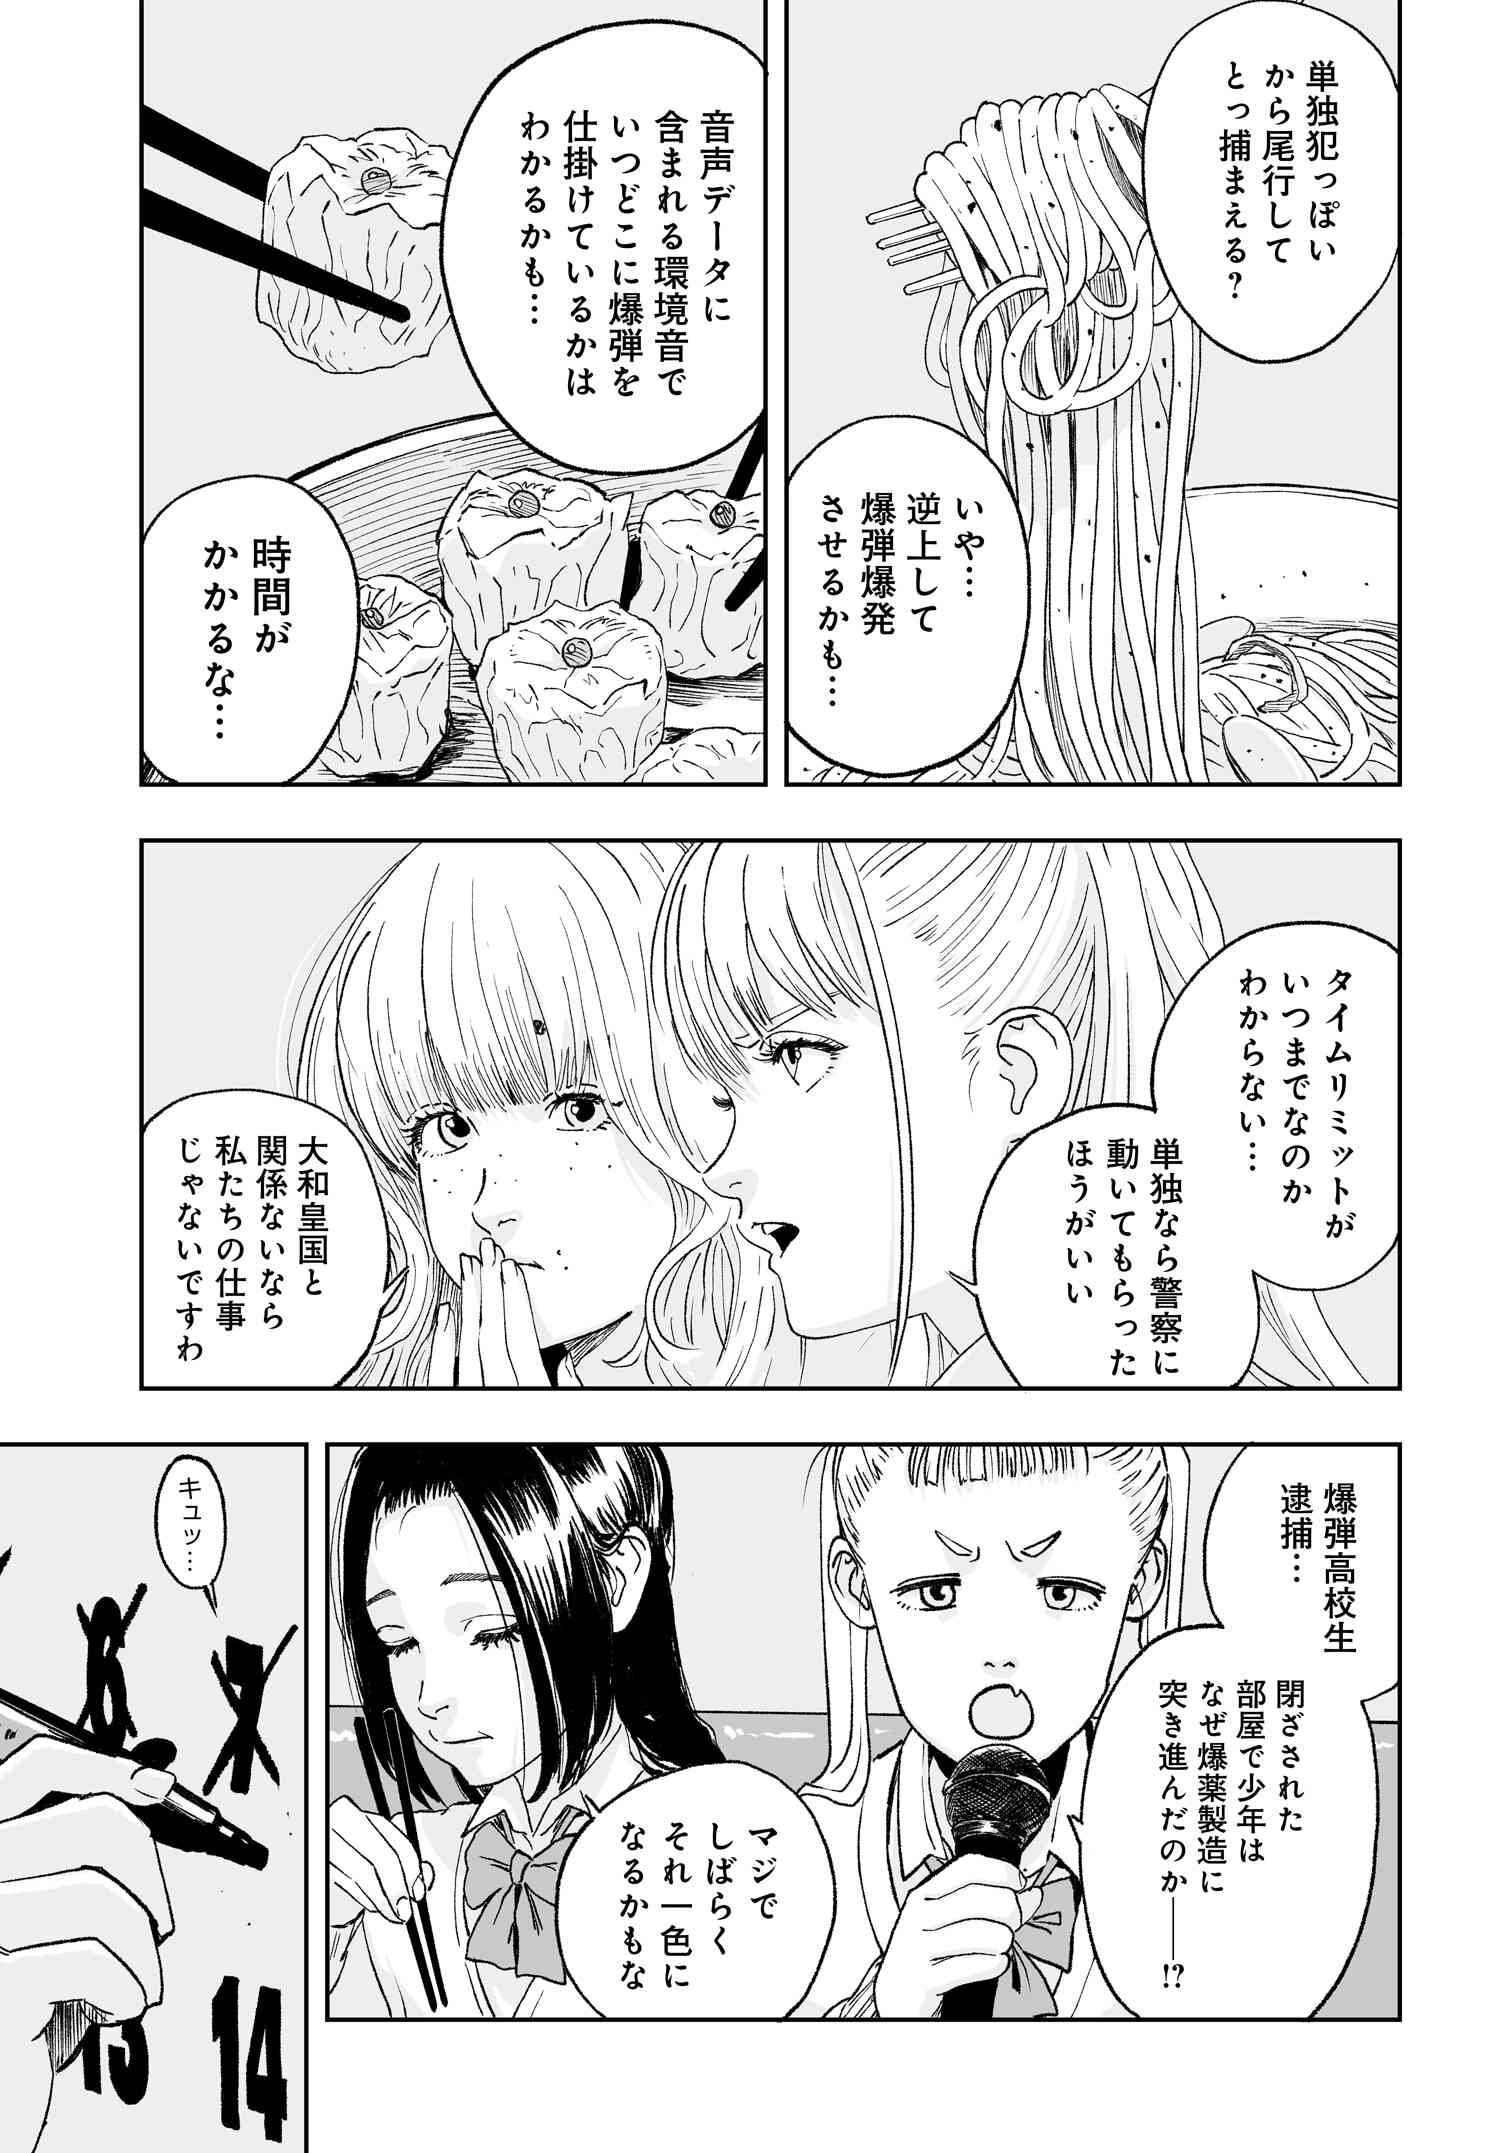 単独犯っぽい
から尾行して
とっ捕まえる?
いや…
逆上して
爆弾爆発
させるかも…
音声データに
含まれる環境音で
いつどこに爆弾を
仕掛けているかは
わかるかも…
時間が
かかるな…
タイムリミットが
いつまでなのか
わからない…
単独なら警察に
動いてもらった
ほうがいい
大和皇国と
関係ないなら
私たちの仕事
じゃないですわ
爆弾高校生
逮捕…
閉ざされた
部屋で少年は
なぜ爆薬製造に
突き進んだのか――!?
マジで
しばらく
それ一色に
なるかもな
キュッ…
6
7
13
14